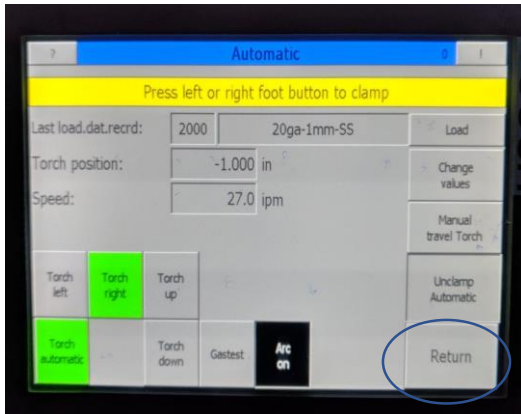 ? Automatic 0 !
Press left or right foot button to clamp
Last load.dat.recrd: 2000 20ga-1mm-SS Load
Torch position: -1.000 in
Change
values
Speed: 27.0 ipm
Manual
travel Torch
Torch
left
Torch
right
Torch
up
Unclamp
Automatic
Torch
automatic
Torch
down
Gastest
Arc
on
Return